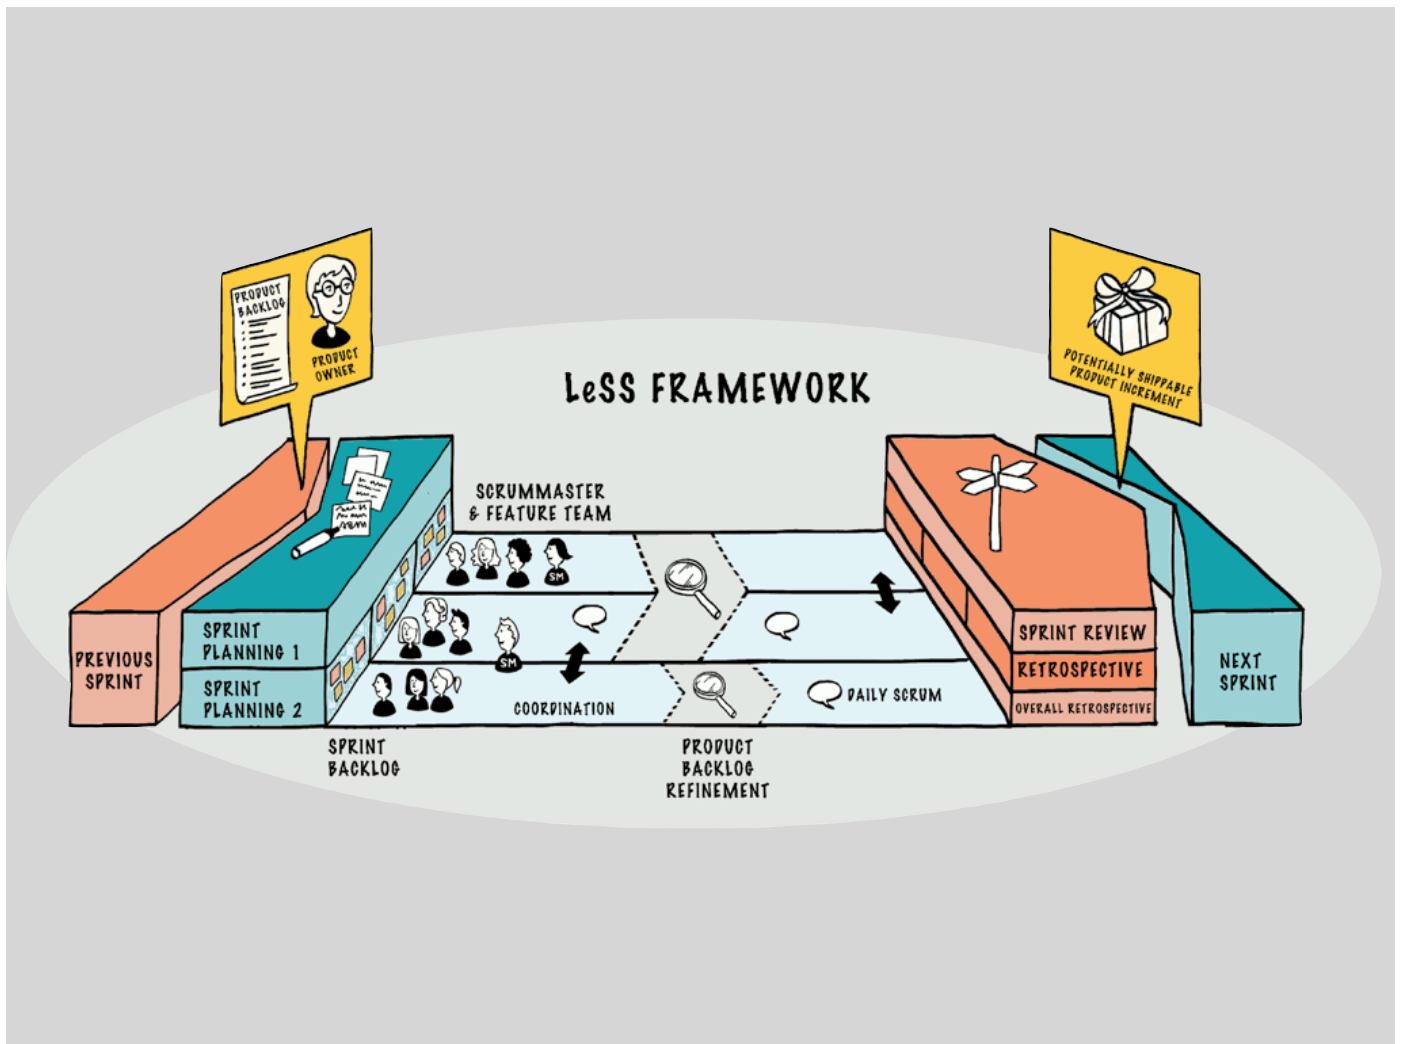 PRODUCT
BACKLOG
PRODUCT
OWNER
POTENTIALLY SHIPPABLE
PRODUCT INCREMENT
LeSS FRAMEWORK
SCRUMMASTER
& FEATURE TEAM
SM
SM
PREVIOUS
SPRINT
SPRINT
PLANNING 1
SPRINT
PLANNING 2
COORDINATION
DAILY SCRUM
SPRINT REVIEW
RETROSPECTIVE
OVERALL RETROSPECTIVE
NEXT
SPRINT
SPRINT
BACKLOG
PRODUCT
BACKLOG
REFINEMENT